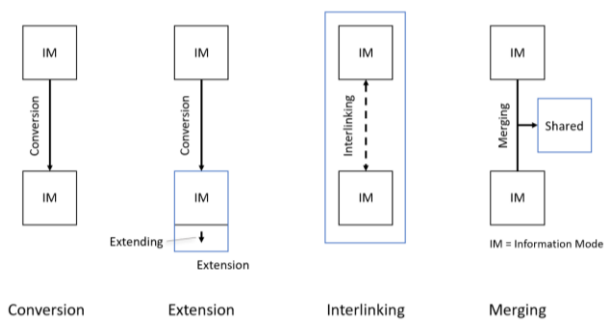 IM
IM
IM
IM
Conversion
Conversion
Interlinking
Merging
Shared
IM
IM
IM
IM
Extending
Extension
IM = Information Mode
Conversion
Extension
Interlinking
Merging